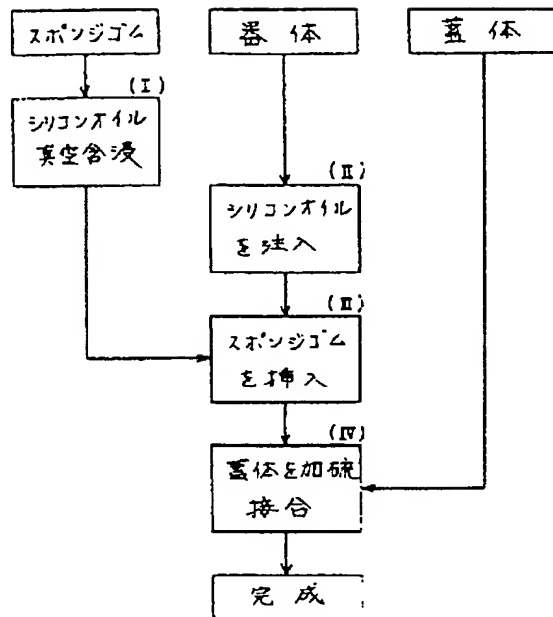 スポンジゴム
器体
蓋体
(I)
シリコンオイル
真空含浸
(II)
シリコンオイル
を注入
(III)
スポンジゴム
を挿入
(IV)
蓋体を加硫
接合
完成